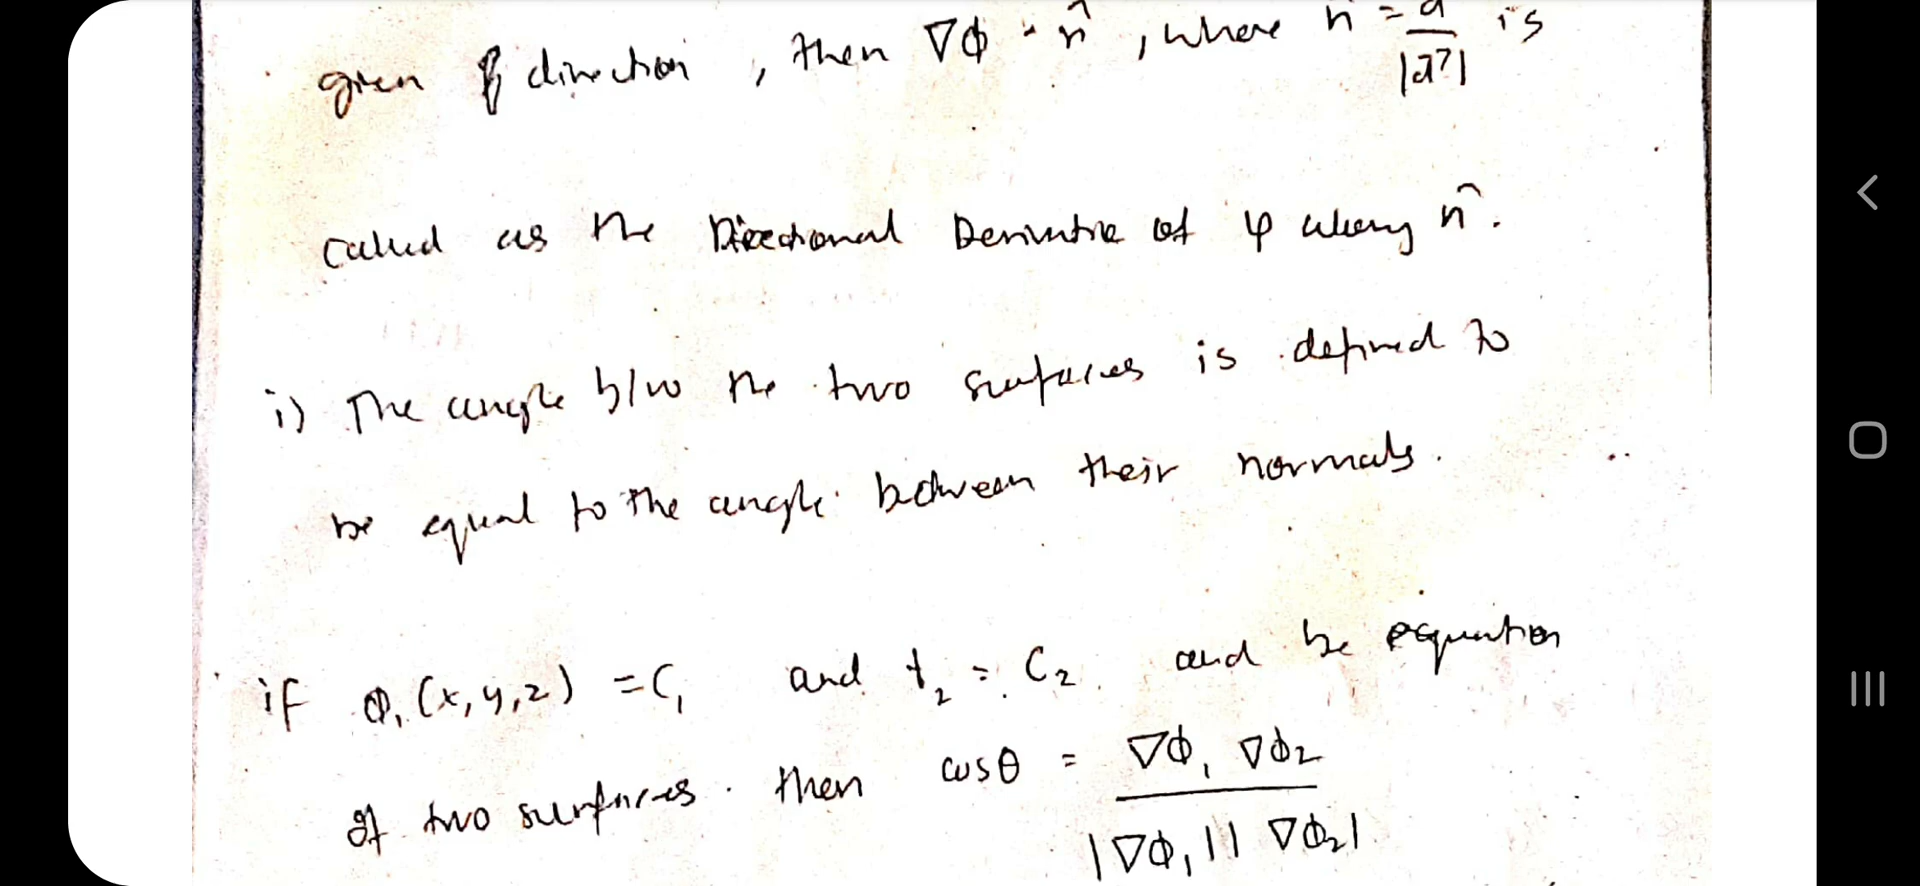 given of direction, then ∇φ · n̂, where n̂ = d / |d⃗| is
called as the Directional Derivative of φ along n̂.
i) The angle b/w the two surfaces is defined to
be equal to the angle between their normals.
if φ₁(x,y,z) = C₁ and = C₂ and be equation
of two surfaces. then cosθ = ∇φ₁ ∇φ₂ / |∇φ₁| |∇φ₂|